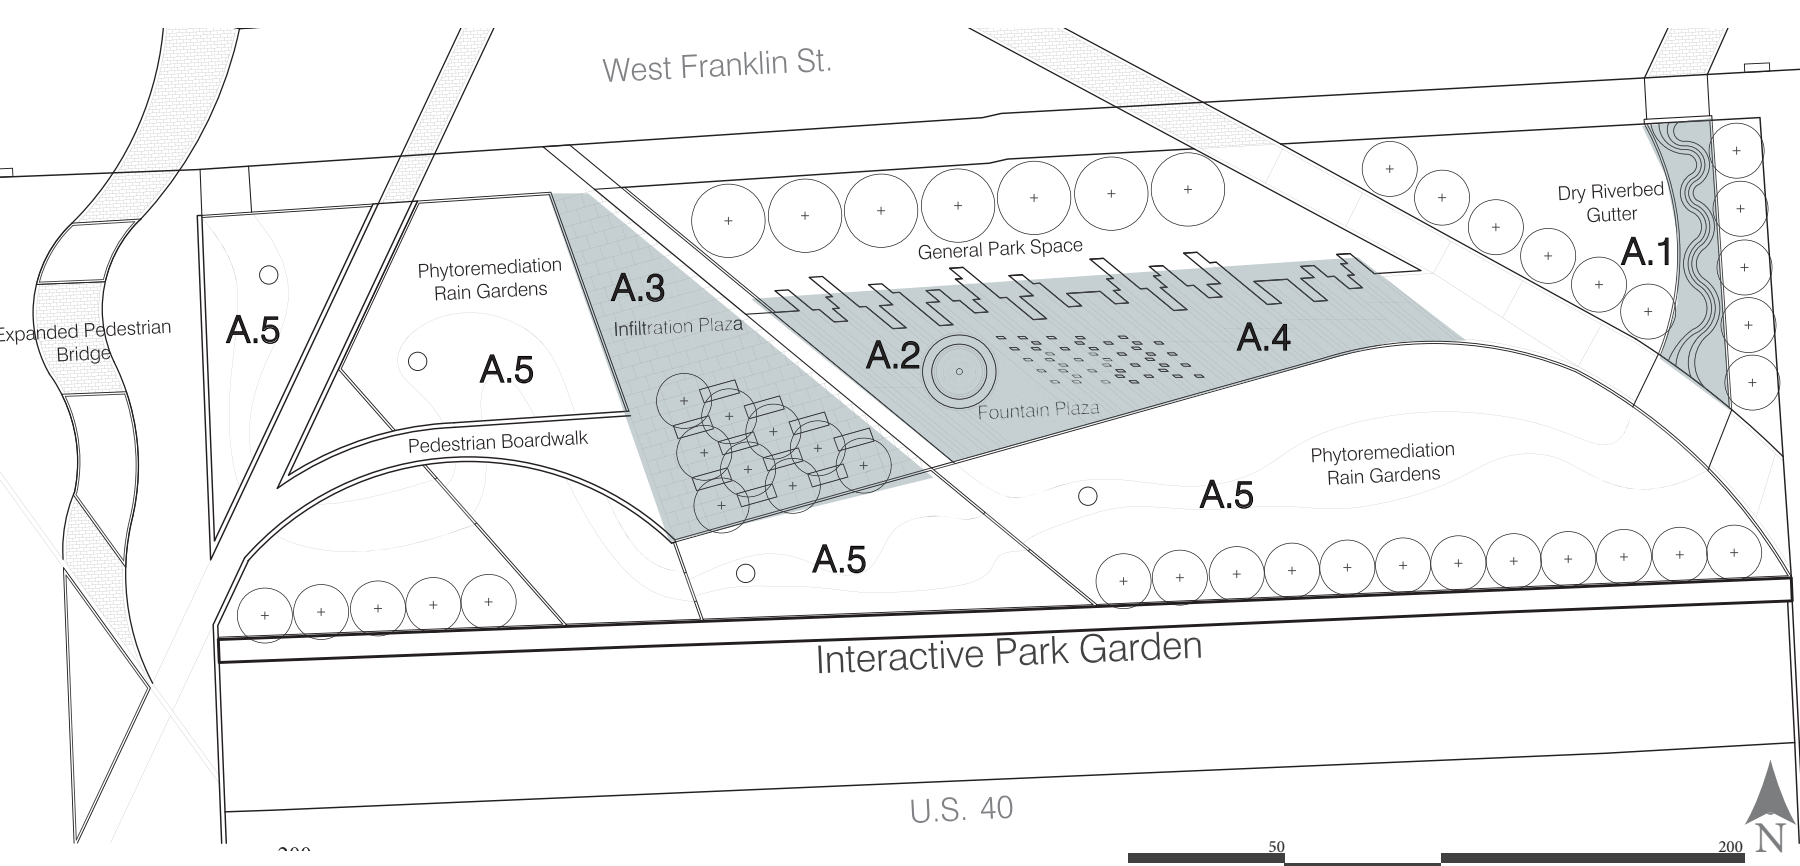 West Franklin St.
Dry Riverbed
Gutter
A.1
General Park Space
Phytoremediation
Rain Gardens
A.3
Infiltration Plaza
A.5
Expanded Pedestrian
Bridge
A.5
A.2
A.4
Fountain Plaza
Pedestrian Boardwalk
Phytoremediation
Rain Gardens
A.5
A.5
Interactive Park Garden
U.S. 40
N
200
50
200